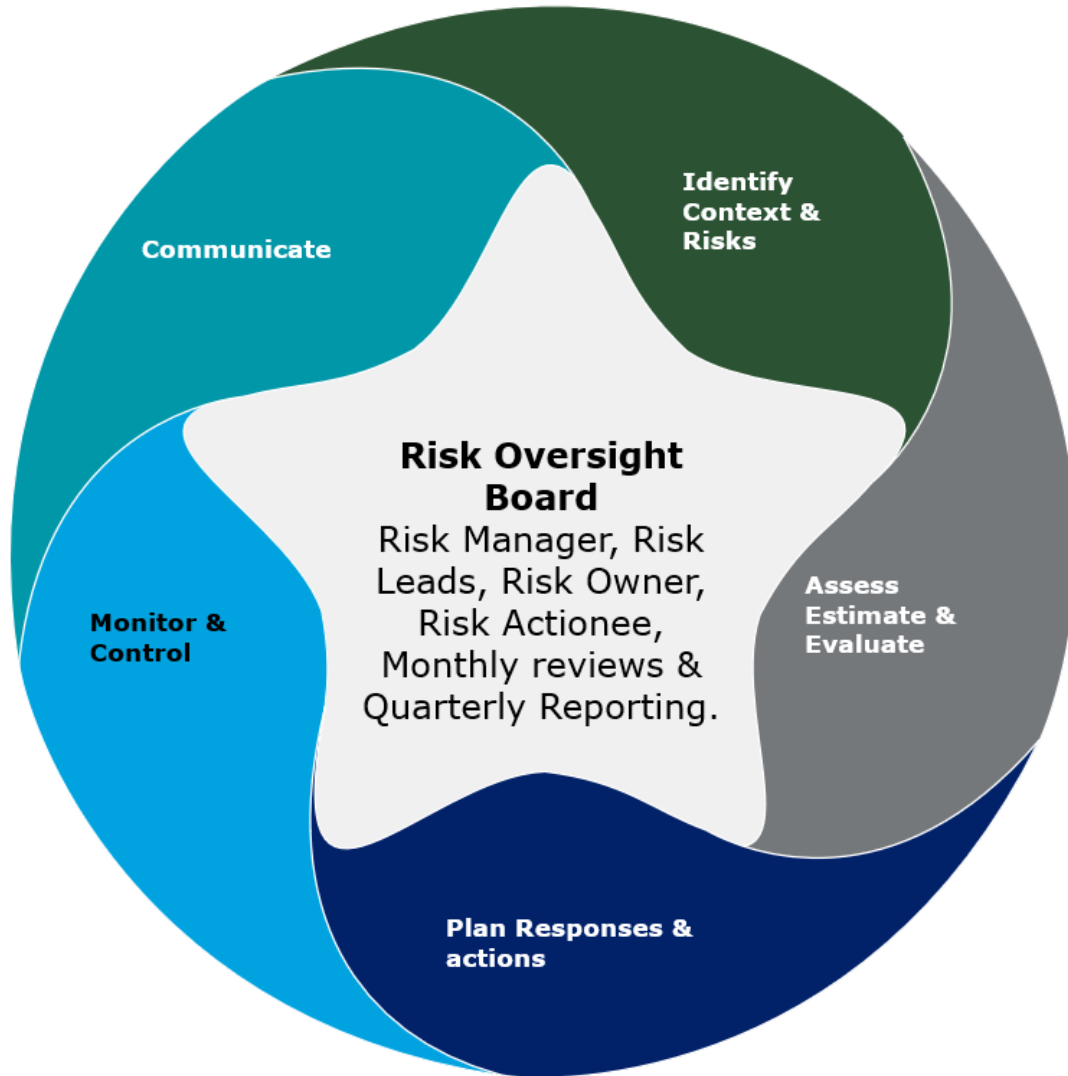 Identify
Context &
Risks
Assess
Estimate &
Evaluate
Plan Responses &
actions
Monitor &
Control
Communicate
Risk Oversight
Board
Risk Manager, Risk
Leads, Risk Owner,
Risk Actionee,
Monthly reviews &
Quarterly Reporting.